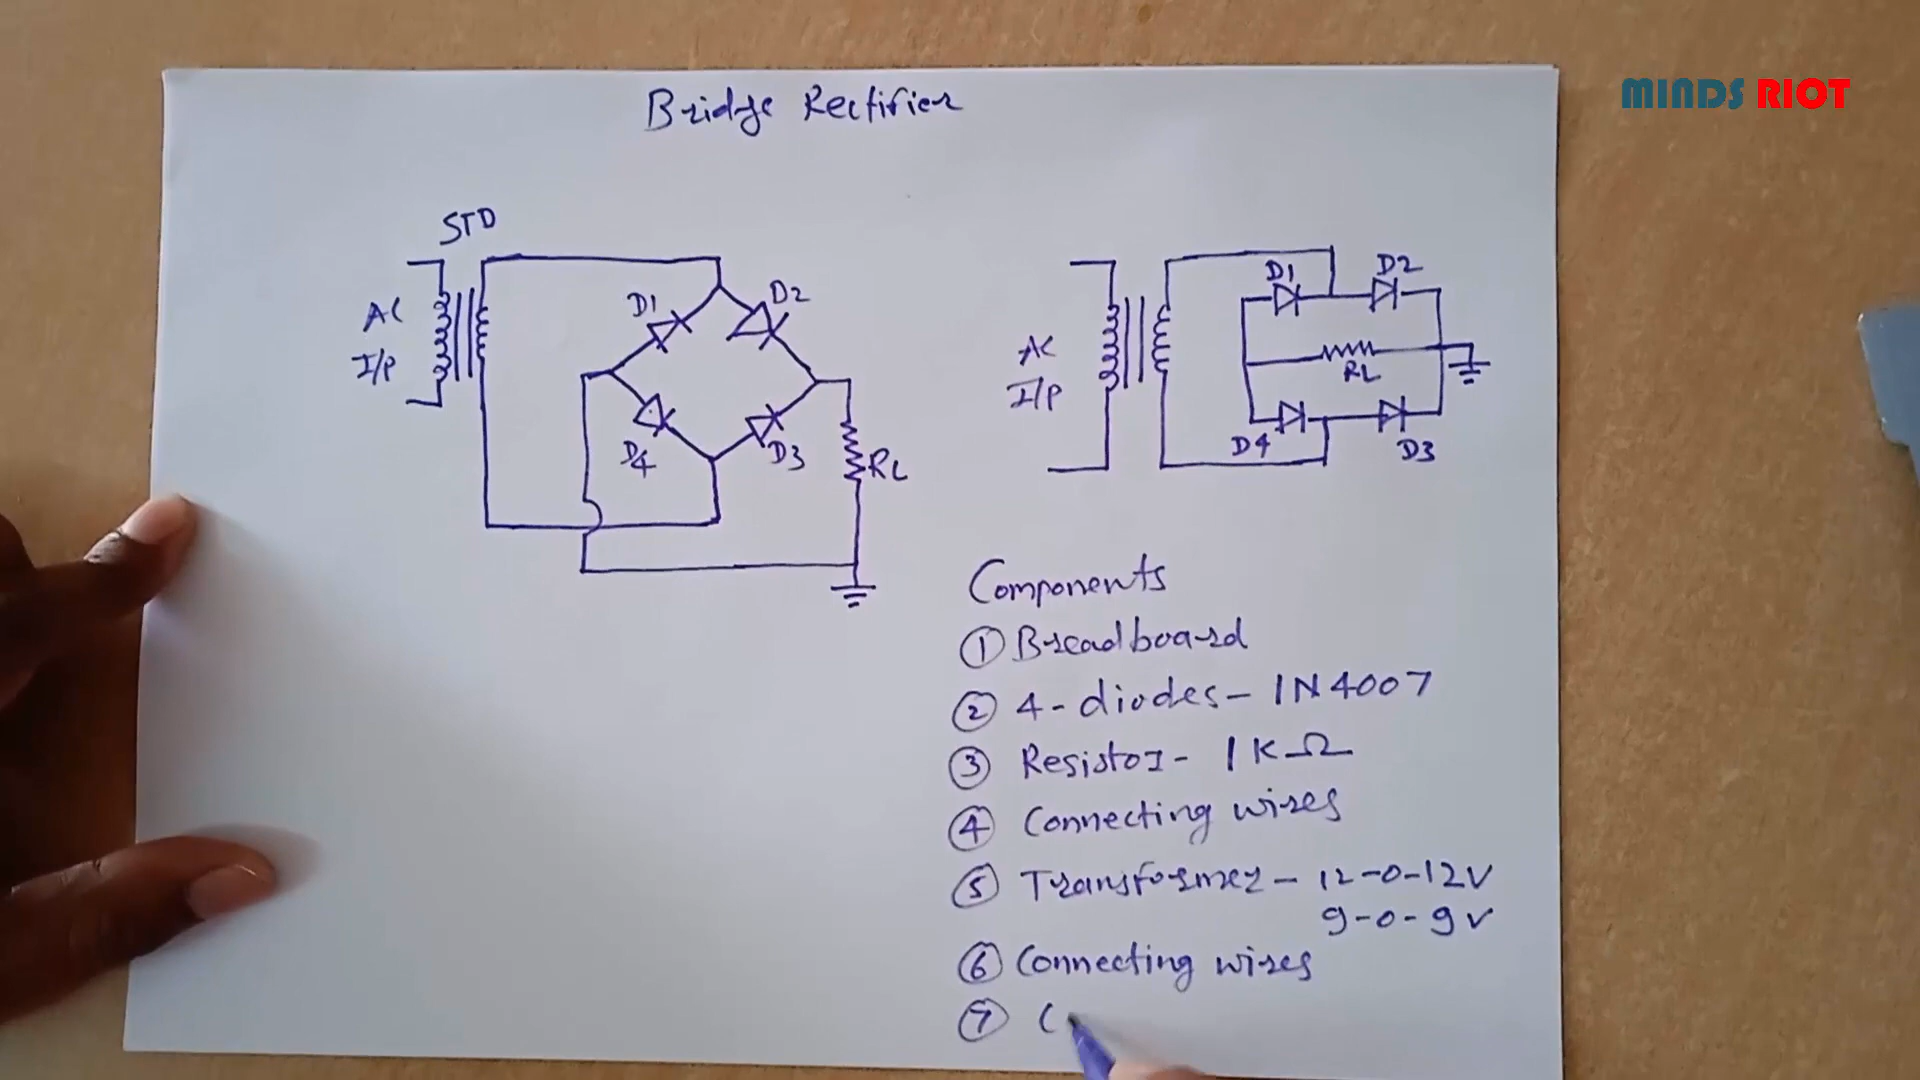 MINDS RIOT
Bridge Rectifier
STD
AC
I/P
D1
D2
D4
D3
RL
AC
I/P
D1
D2
RL
D4
D3
Components
① Breadboard
② 4-diodes- 1N4007
③ Resistor- 1KΩ
④ Connecting wires
⑤ Transformer- 12-0-12V
9-0-9V
⑥ Connecting wires
⑦ C